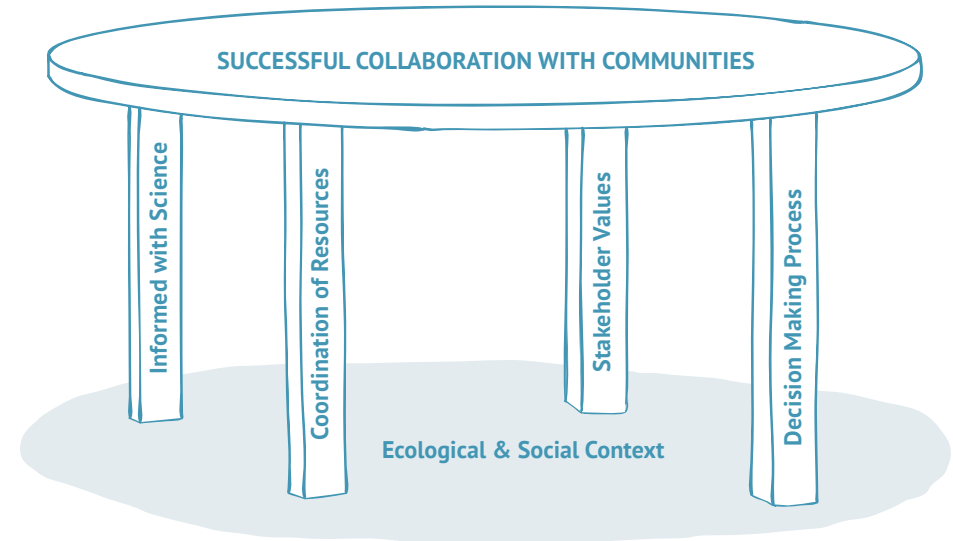 SUCCESSFUL COLLABORATION WITH COMMUNITIES
Informed with Science
Coordination of Resources
Stakeholder Values
Decision Making Process
Ecological & Social Context